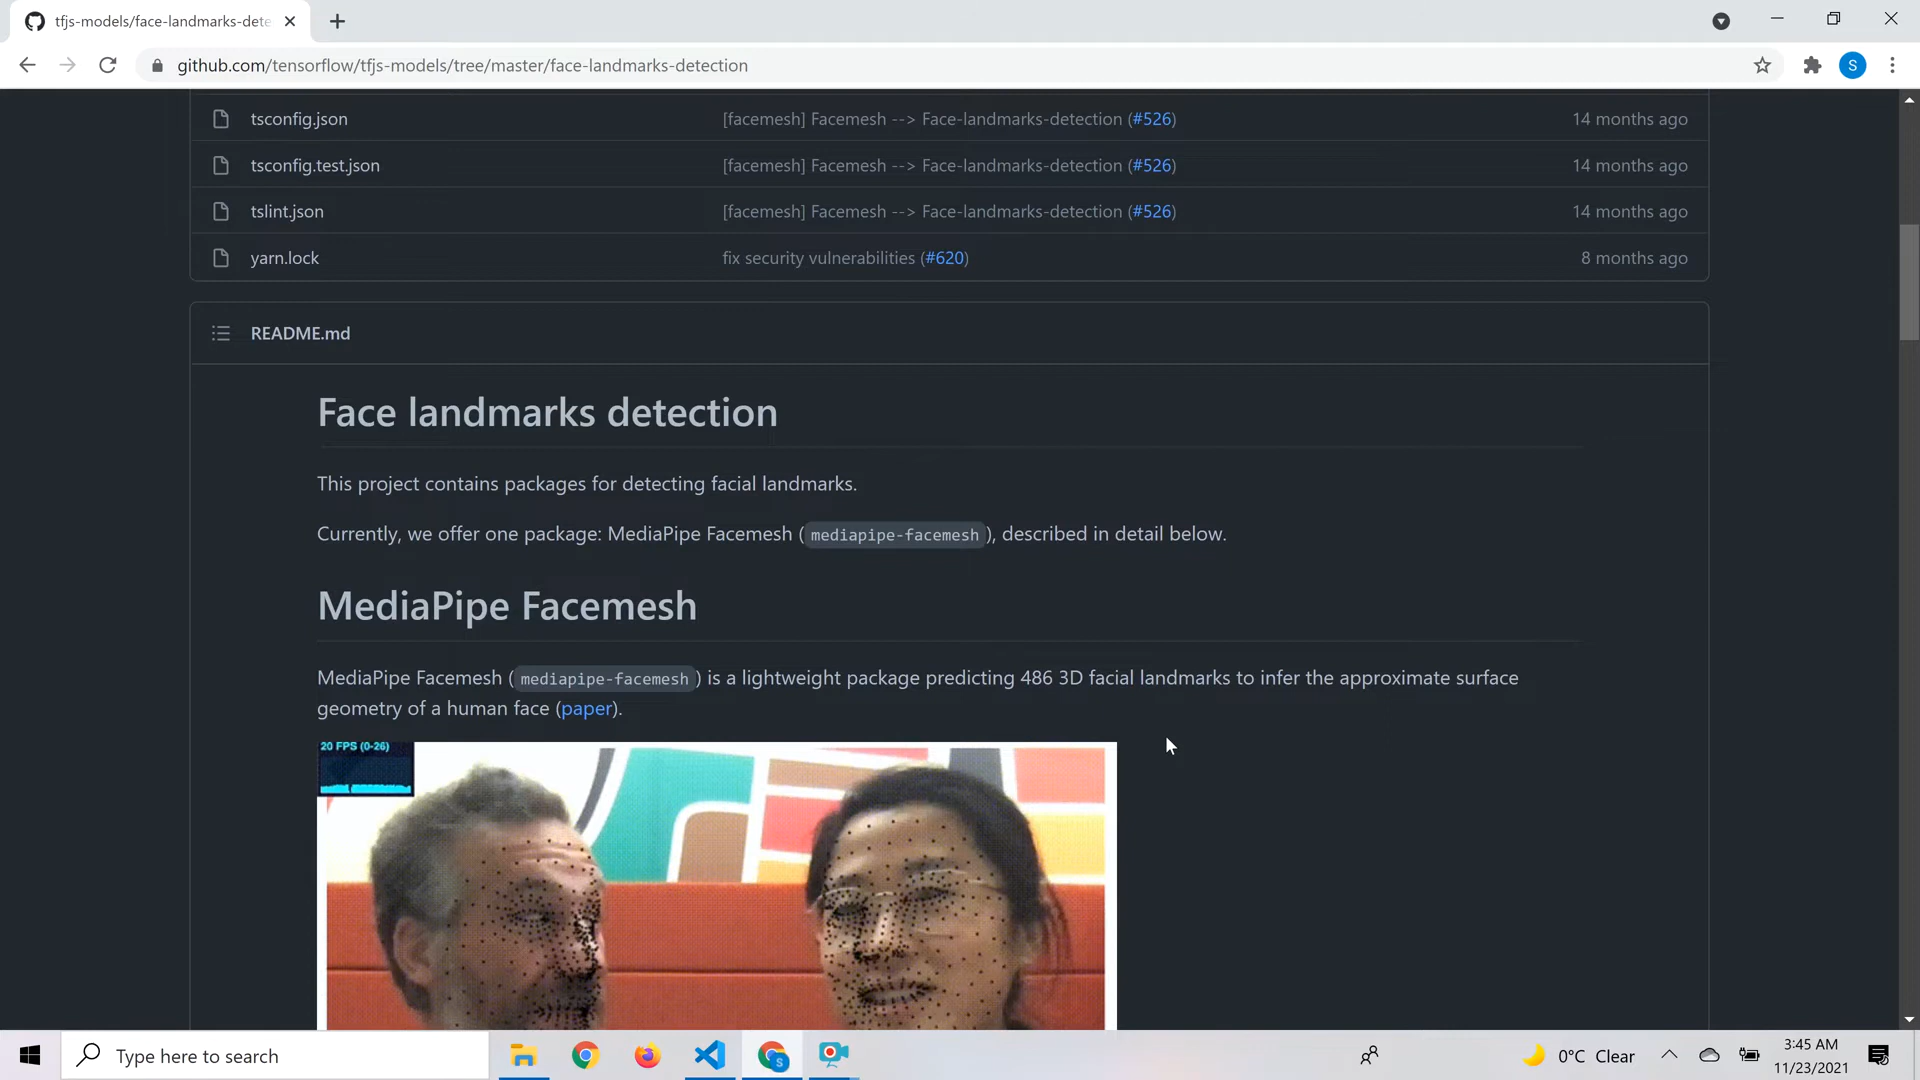 tfjs-models/face-landmarks-dete
github.com/tensorflow/tfjs-models/tree/master/face-landmarks-detection
S
tsconfig.json [facemesh] Facemesh --> Face-landmarks-detection (#526) 14 months ago
tsconfig.test.json [facemesh] Facemesh --> Face-landmarks-detection (#526) 14 months ago
tslint.json [facemesh] Facemesh --> Face-landmarks-detection (#526) 14 months ago
yarn.lock fix security vulnerabilities (#620) 8 months ago
README.md
Face landmarks detection
This project contains packages for detecting facial landmarks.
Currently, we offer one package: MediaPipe Facemesh (mediapipe-facemesh), described in detail below.
MediaPipe Facemesh
MediaPipe Facemesh (mediapipe-facemesh) is a lightweight package predicting 486 3D facial landmarks to infer the approximate surface
geometry of a human face (paper).
20 FPS (0-26)
Type here to search
S
0°C Clear
3:45 AM
11/23/2021